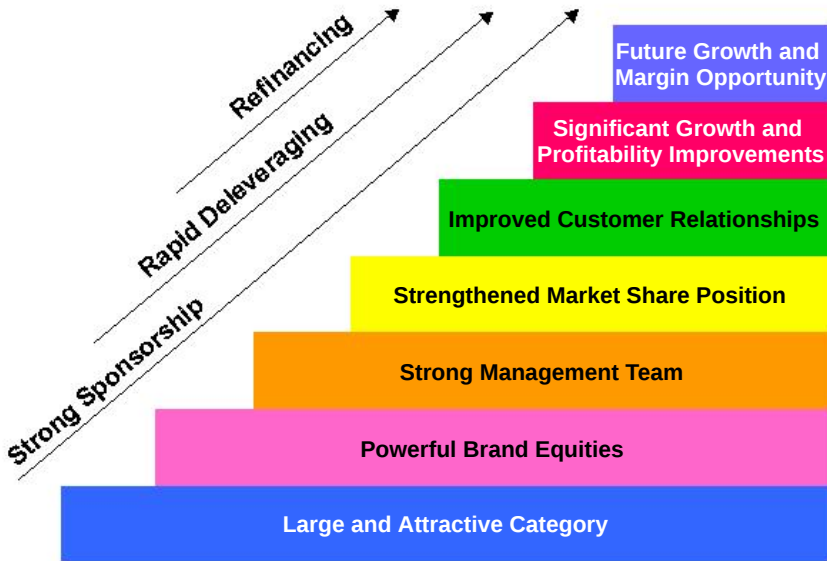 Refinancing
Rapid Deleveraging
Strong Sponsorship
Future Growth and
Margin Opportunity
Significant Growth and
Profitability Improvements
Improved Customer Relationships
Strengthened Market Share Position
Strong Management Team
Powerful Brand Equities
Large and Attractive Category